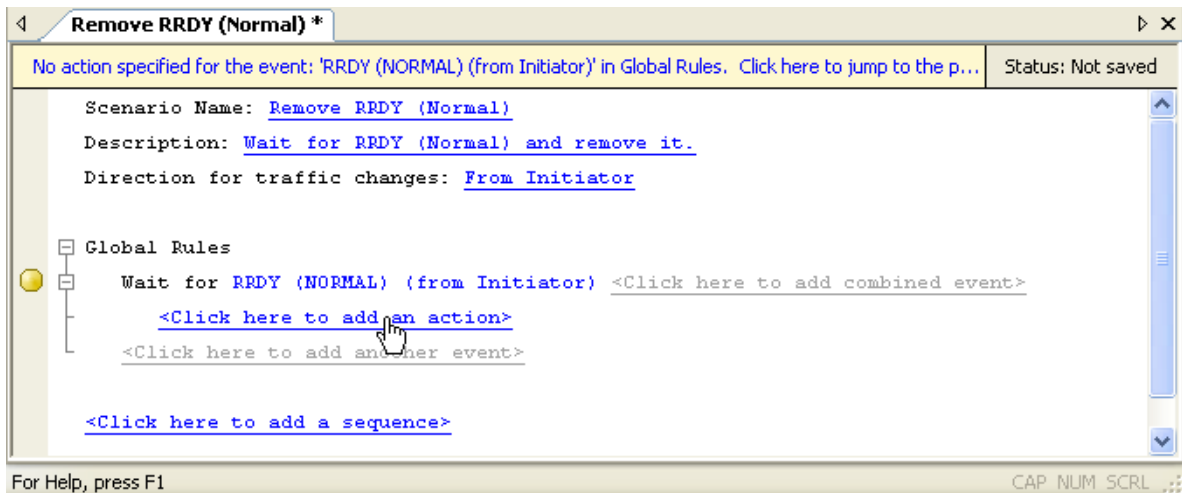 Remove RRDY (Normal) *
No action specified for the event: 'RRDY (NORMAL) (from Initiator)' in Global Rules. Click here to jump to the p... Status: Not saved
Scenario Name: Remove RRDY (Normal)
Description: Wait for RRDY (Normal) and remove it.
Direction for traffic changes: From Initiator
Global Rules
Wait for RRDY (NORMAL) (from Initiator) <Click here to add combined event>
<Click here to add an action>
<Click here to add another event>
<Click here to add a sequence>
For Help, press F1 CAP NUM SCRL